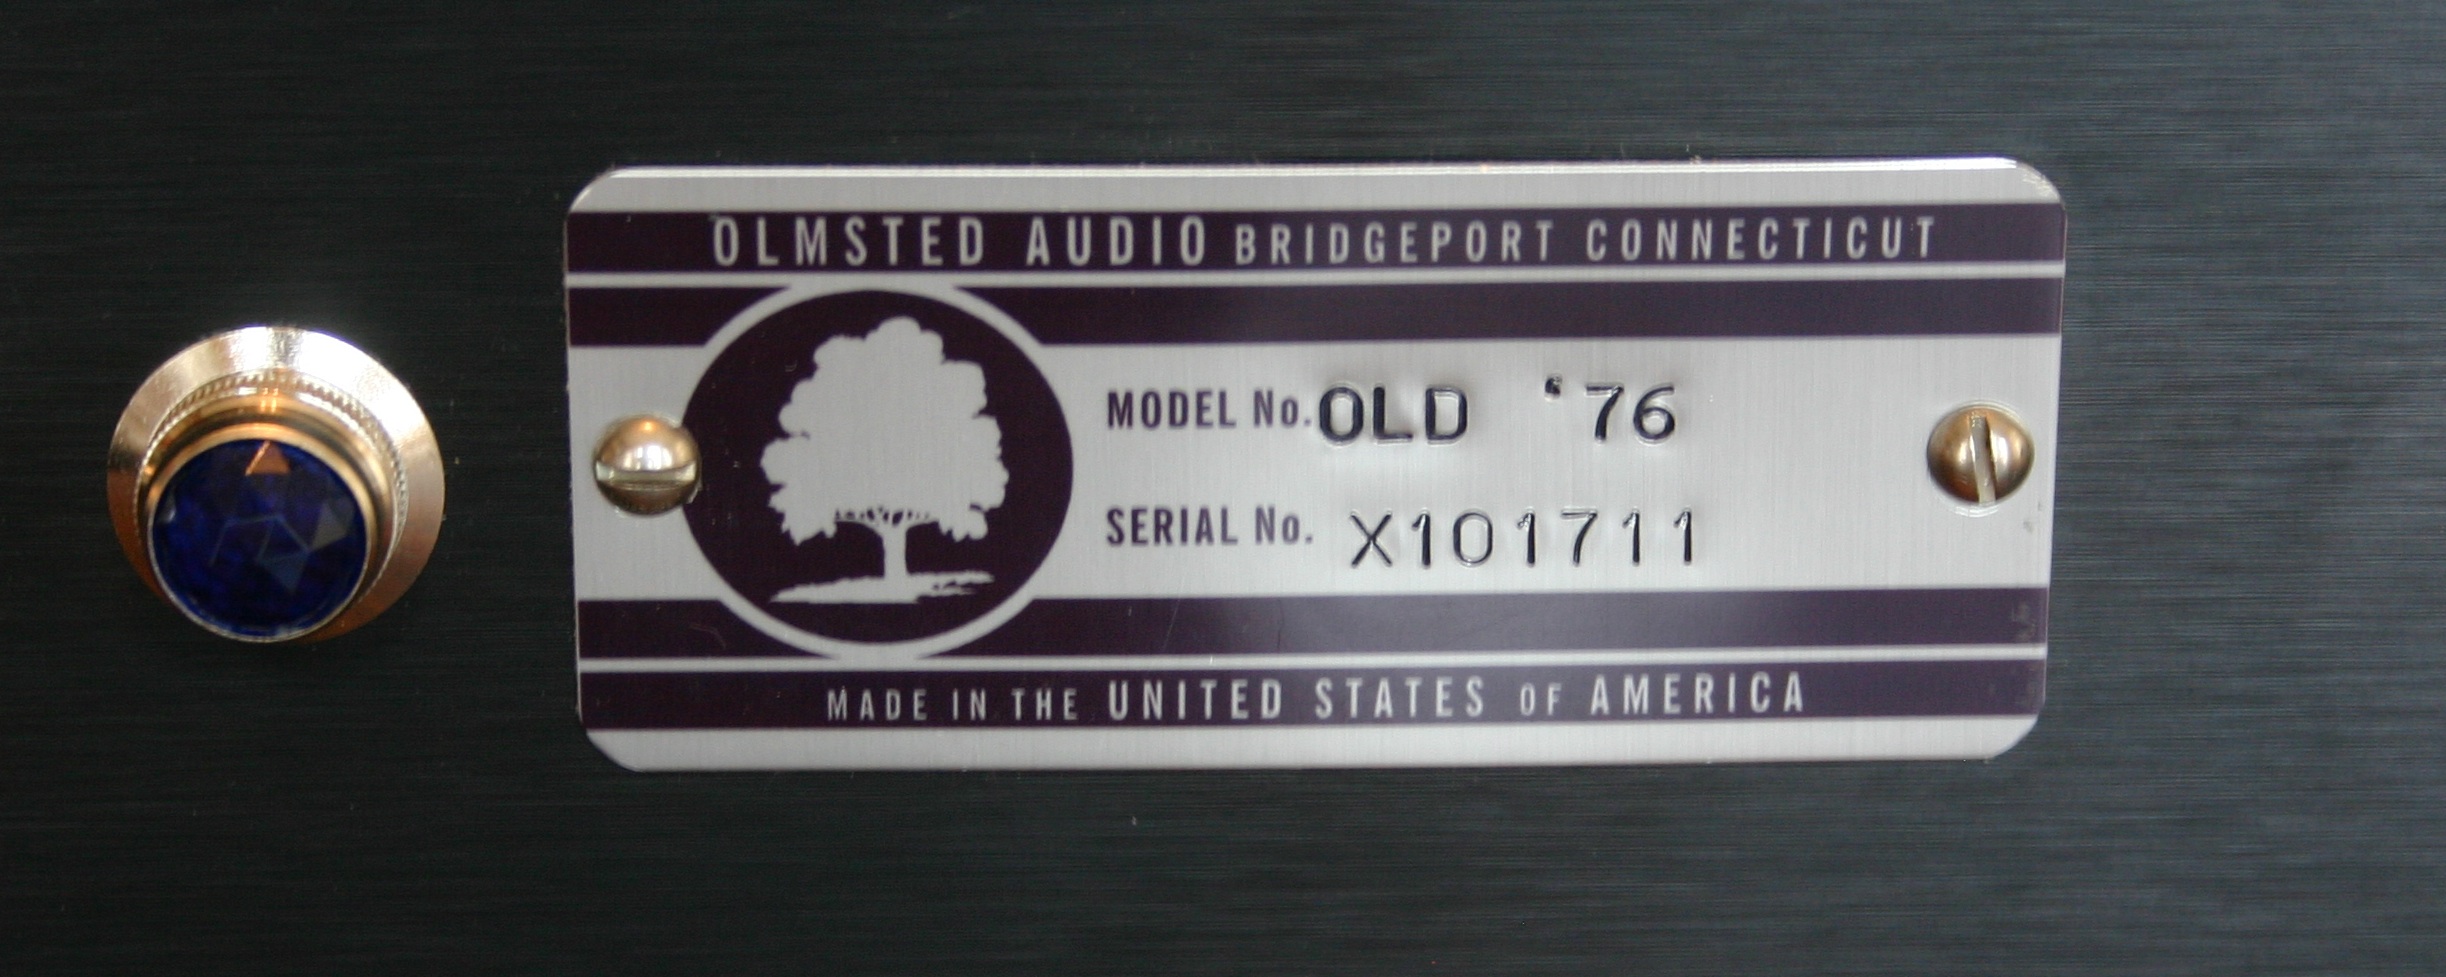 OLMSTED AUDIO BRIDGEPORT CONNECTICUT
MODEL No. OLD ‘76
SERIAL No. X101711
MADE IN THE UNITED STATES OF AMERICA